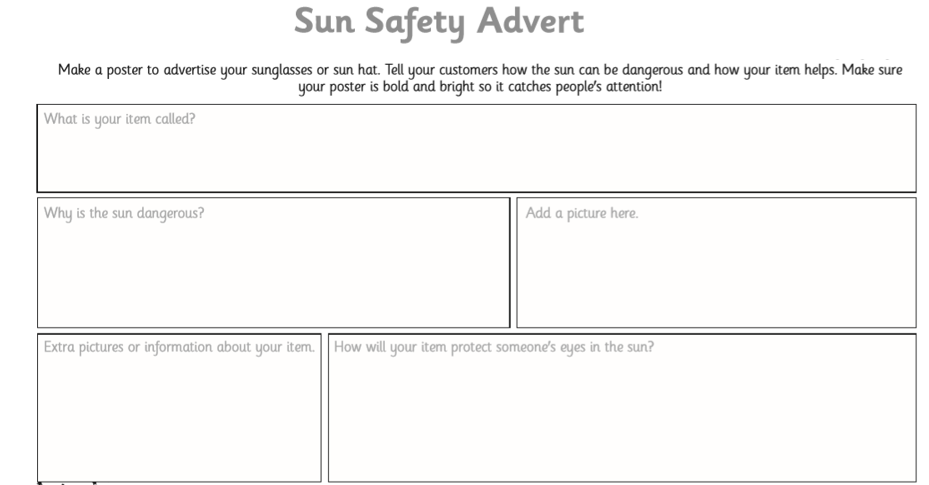 Sun Safety Advert
Make a poster to advertise your sunglasses or sun hat. Tell your customers how the sun can be dangerous and how your item helps. Make sure
your poster is bold and bright so it catches people's attention!
What is your item called?
Why is the sun dangerous?
Add a picture here.
Extra pictures or information about your item.
How will your item protect someone's eyes in the sun?